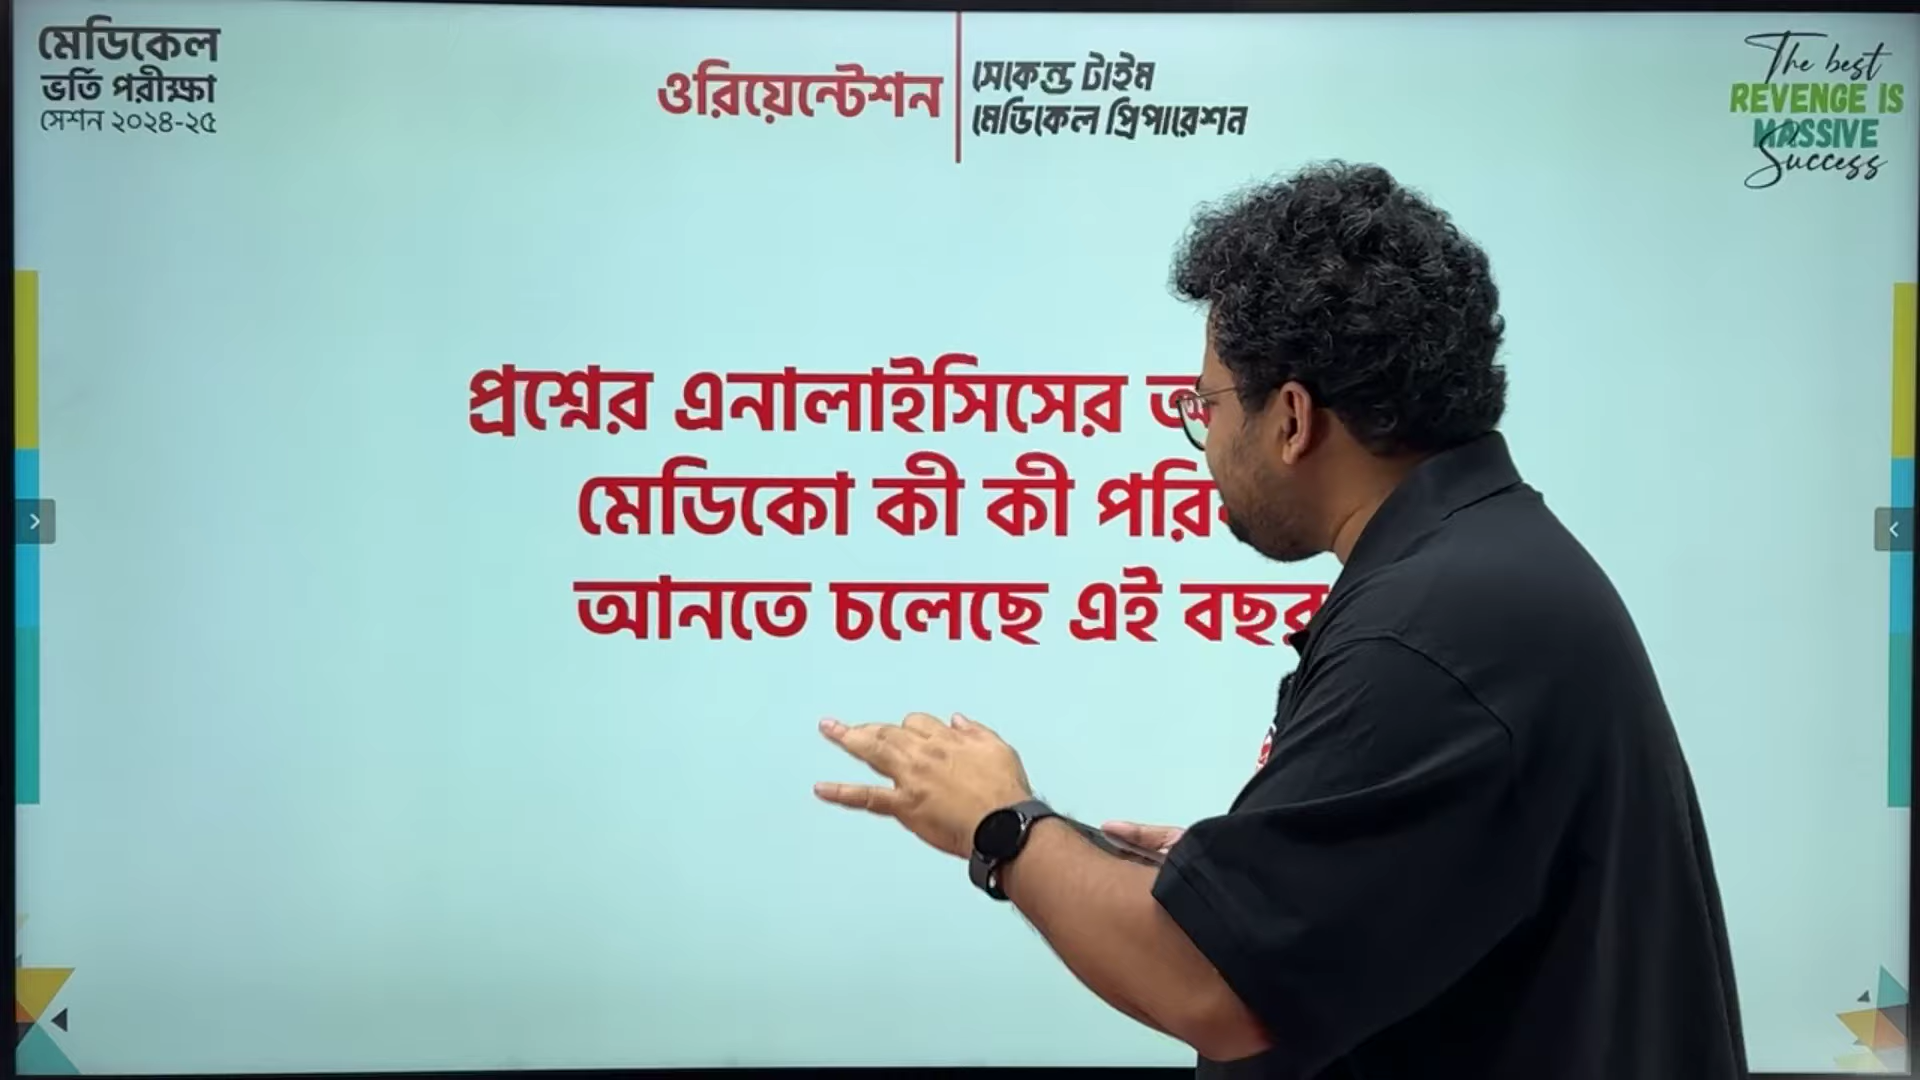 মেডিকেল
ভর্তি পরীক্ষা
সেশন ২০২৪-২৫
ওরিয়েন্টেশন
সেকেন্ড টাইম
মেডিকেল প্রিপারেশন
The best
REVENGE IS
MASSIVE
Success
প্রশ্নের এনালাইসিসের
মেডিকো কী কী
আনতে চলেছে এই বছর